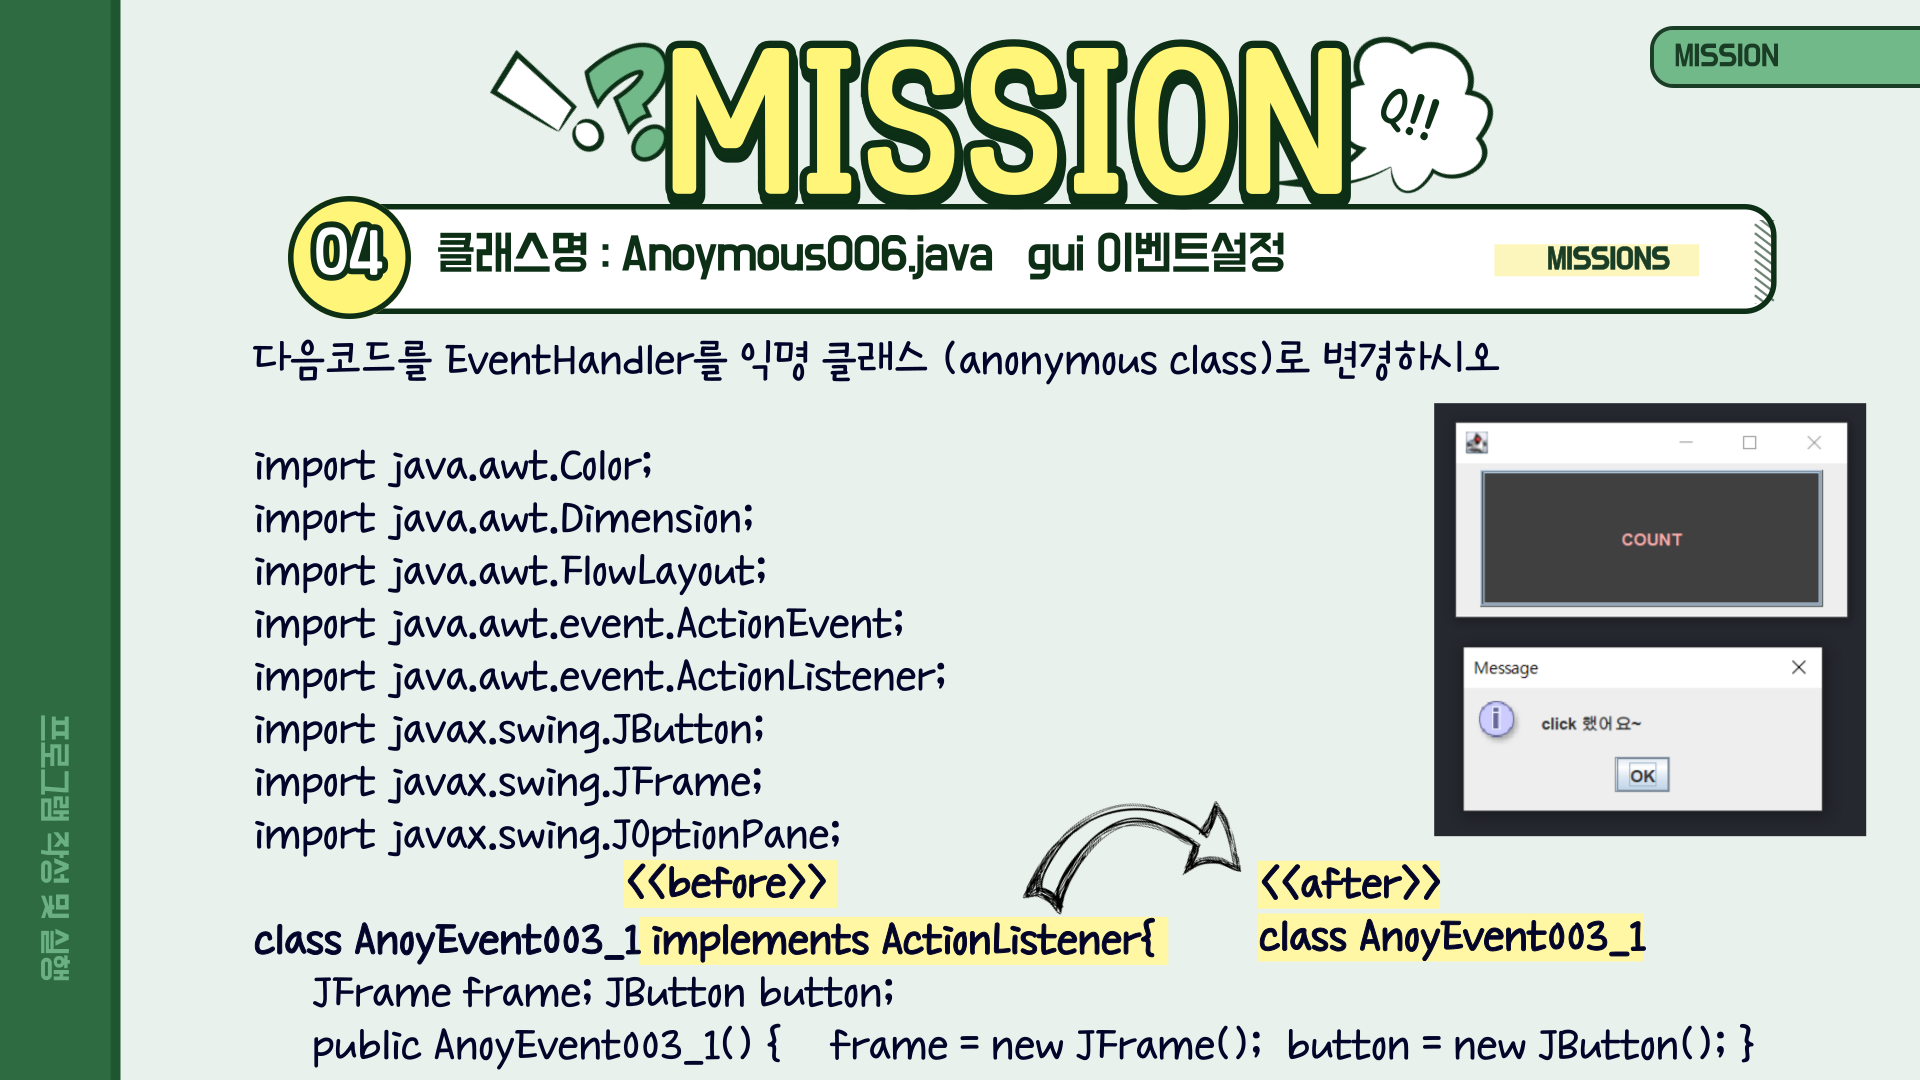 MISSION
!?
MISSION
Q!!
04
클래스명 : Anoymous006.java gui 이벤트설정
MISSIONS
다음코드를 EventHandler를 익명 클래스 (anonymous class)로 변경하시오
import java.awt.Color;
import java.awt.Dimension;
import java.awt.FlowLayout;
import java.awt.event.ActionEvent;
import java.awt.event.ActionListener;
import javax.swing.JButton;
import javax.swing.JFrame;
import javax.swing.JOptionPane;
COUNT
Message
i
click 했어요~
OK
<<before>>
<<after>>
class AnoyEvent003_1 implements ActionListener{
class AnoyEvent003_1
JFrame frame; JButton button;
public AnoyEvent003_1() { frame = new JFrame(); button = new JButton(); }
프로그램 작성 및 실행